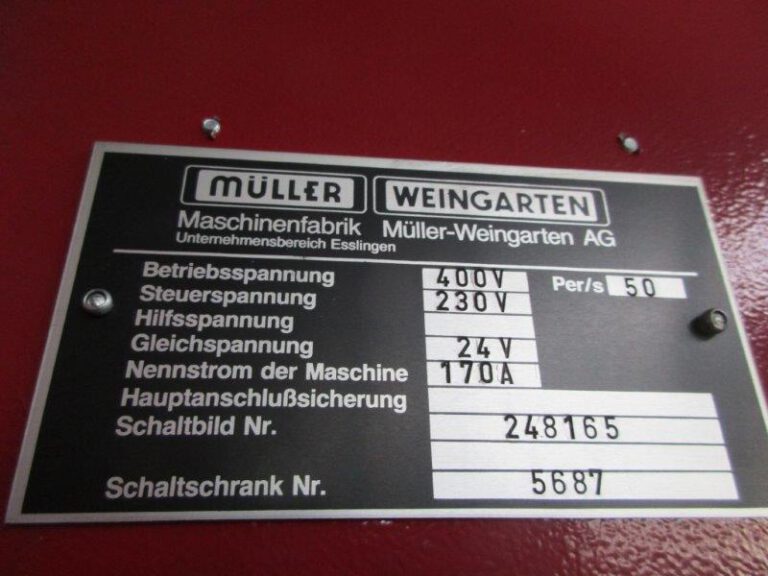 MÜLLER WEINGARTEN
Maschinenfabrik Müller-Weingarten AG
Unternehmensbereich Esslingen
Betriebsspannung 400V Per/s 50
Steuerspannung 230V
Hilfsspannung
Gleichspannung 24V
Nennstrom der Maschine 170A
Hauptanschlußsicherung
Schaltbild Nr. 248165
Schaltschrank Nr. 5687